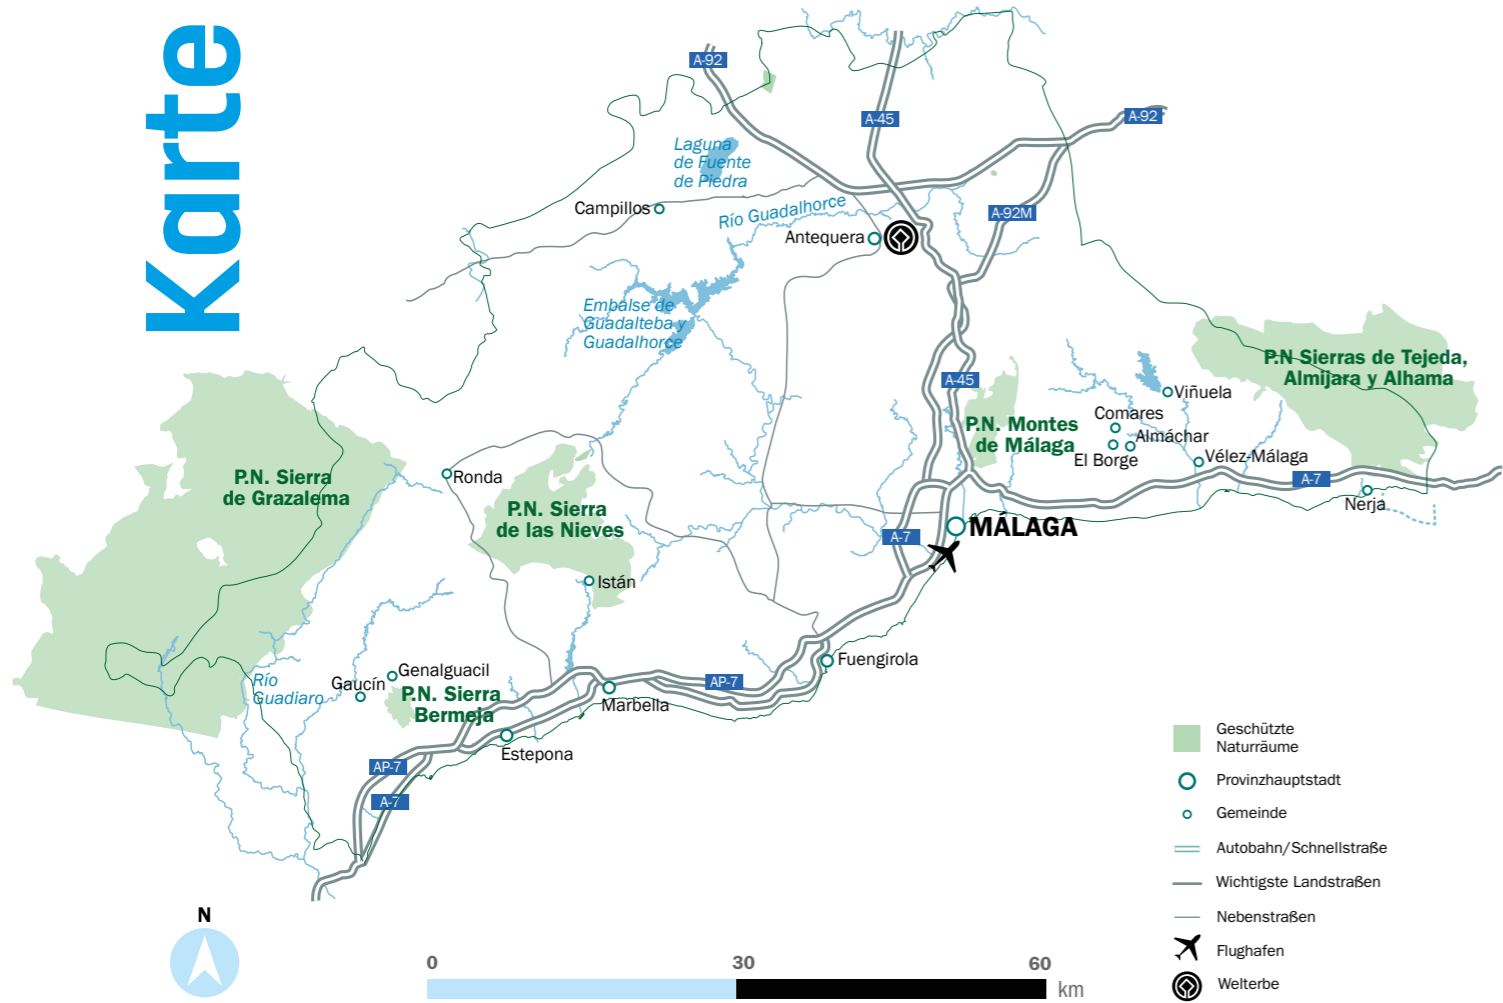 Karte
A-92
A-45
A-92
Laguna
de Fuente
de Piedra
Campillos
Río Guadalhorce
A-92M
Antequera
Embalse de
Guadalteba y
Guadalhorce
P.N Sierras de Tejeda,
Almijara y Alhama
A-45
Viñuela
Comares
P.N. Montes
de Málaga
Almáchar
El Borge
Vélez-Málaga
P.N. Sierra
de Grazalema
Ronda
A-7
Nerja
P.N. Sierra
de las Nieves
MÁLAGA
A-7
Istán
Fuengirola
Genalguacil
Gaucín
Río
Guadiaro
P.N. Sierra
Bermeja
AP-7
Marbella
Estepona
AP-7
A-7
Geschützte
Naturräume
Provinzhauptstadt
Gemeinde
Autobahn/Schnellstraße
Wichtigste Landstraßen
Nebenstraßen
Flughafen
Welterbe
N
0 30 60
km